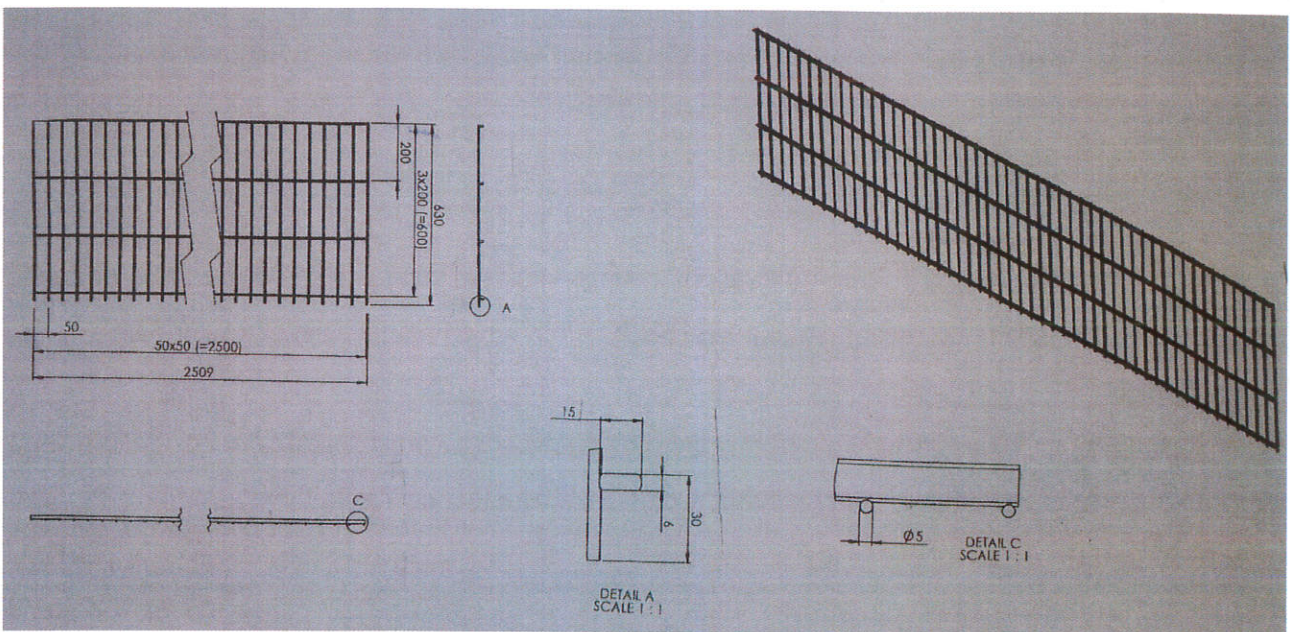 200
3x200 (=600)
630
A
50
50x50 (=2500)
2509
C
15
6
30
DETAIL A
SCALE 1 : 1
Ø5
DETAIL C
SCALE 1 : 1